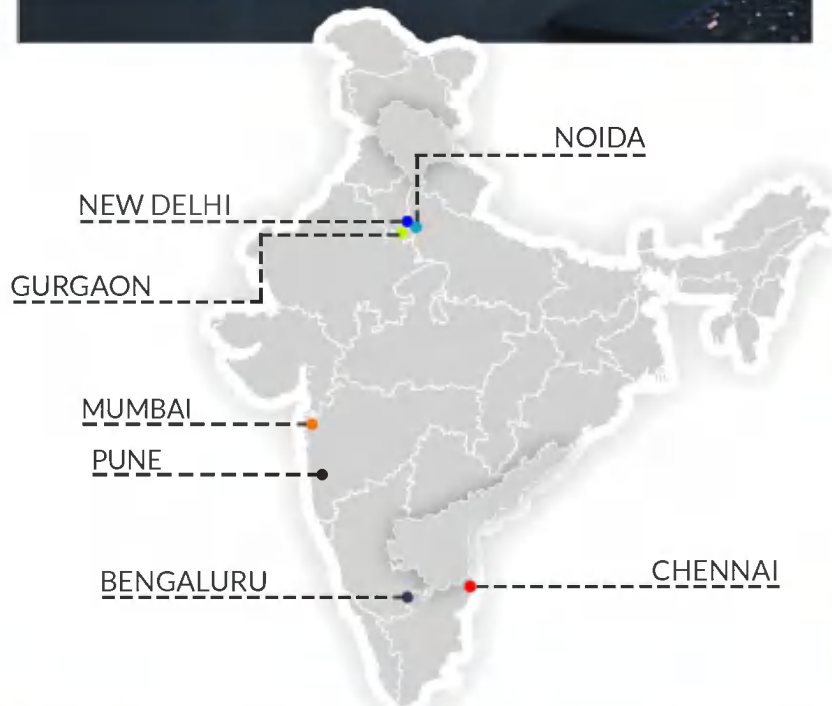 NOIDA
NEW DELHI
GURGAON
MUMBAI
PUNE
BENGALURU
CHENNAI